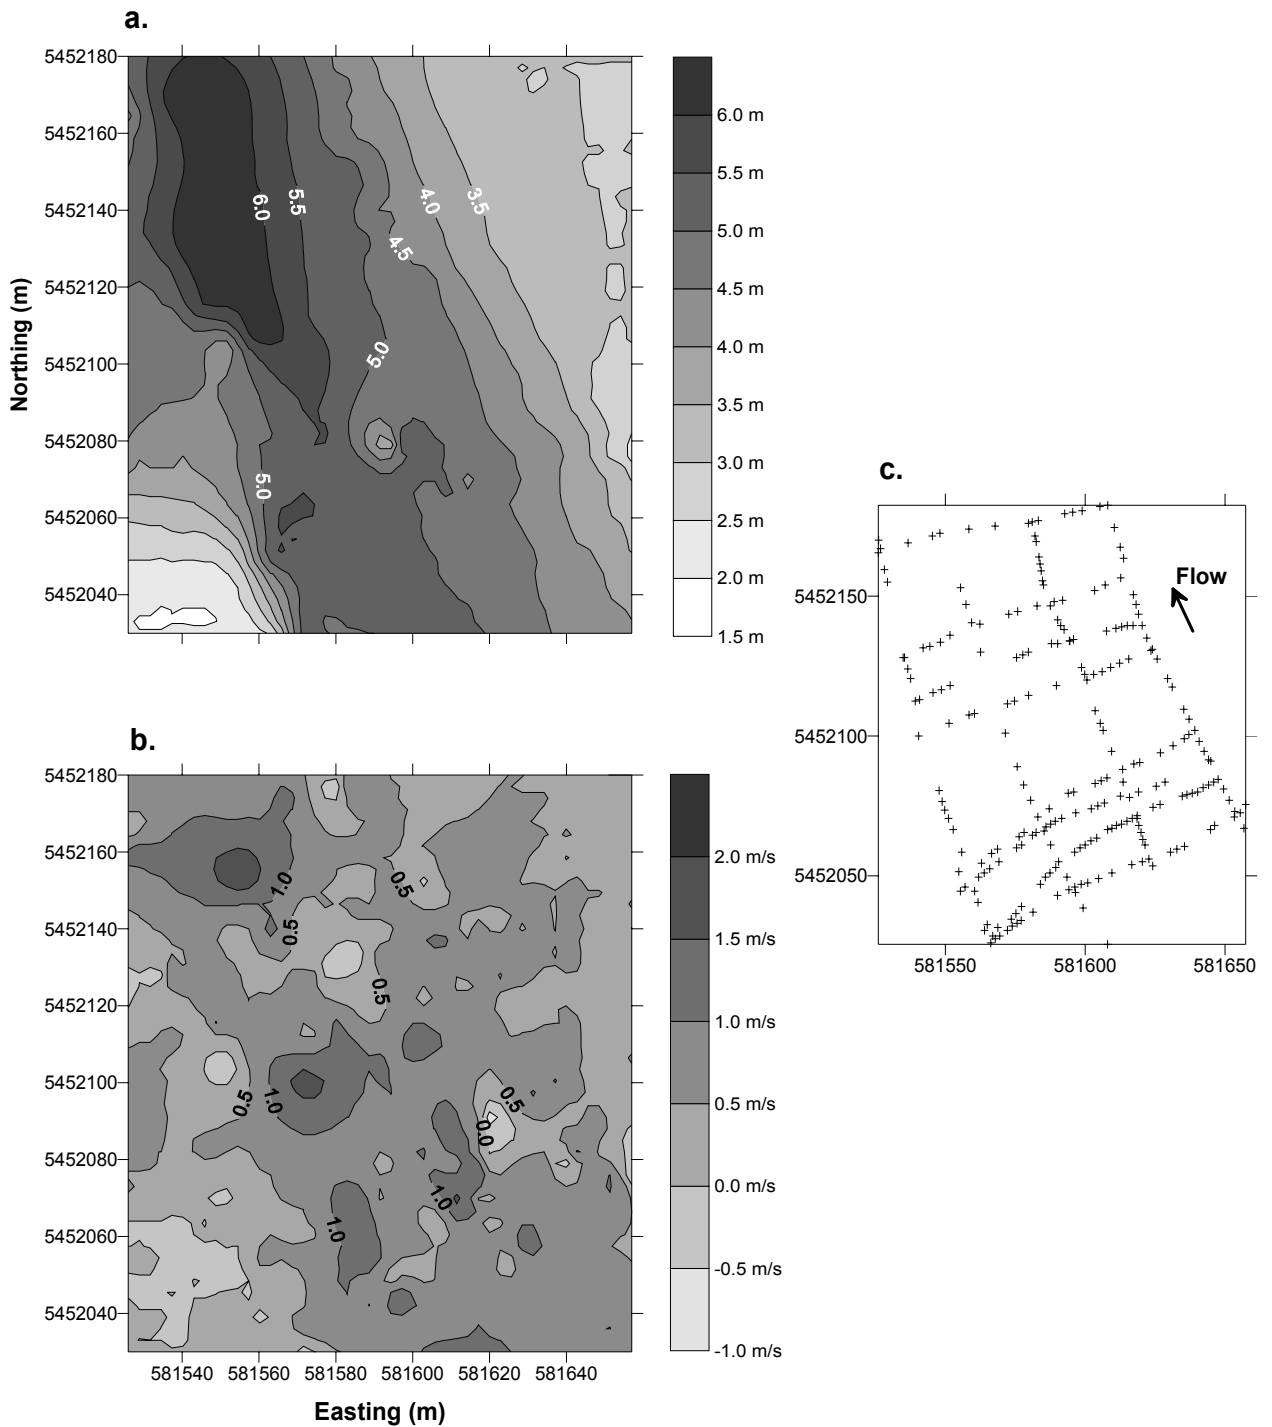 a.
5452180
5452160
5452140
5452120
5452100
5452080
5452060
5452040
Northing (m)
6.0
5.5
4.0
3.5
4.5
5.0
5.0
6.0 m
5.5 m
5.0 m
4.5 m
4.0 m
3.5 m
3.0 m
2.5 m
2.0 m
1.5 m
b.
5452180
5452160
5452140
5452120
5452100
5452080
5452060
5452040
1.0
0.5
0.5
0.5
0.5
1.0
0.5
0.0
1.0
1.0
581540
581560
581580
581600
581620
581640
Easting (m)
2.0 m/s
1.5 m/s
1.0 m/s
0.5 m/s
0.0 m/s
-0.5 m/s
-1.0 m/s
c.
Flow
5452150
5452100
5452050
581550
581600
581650